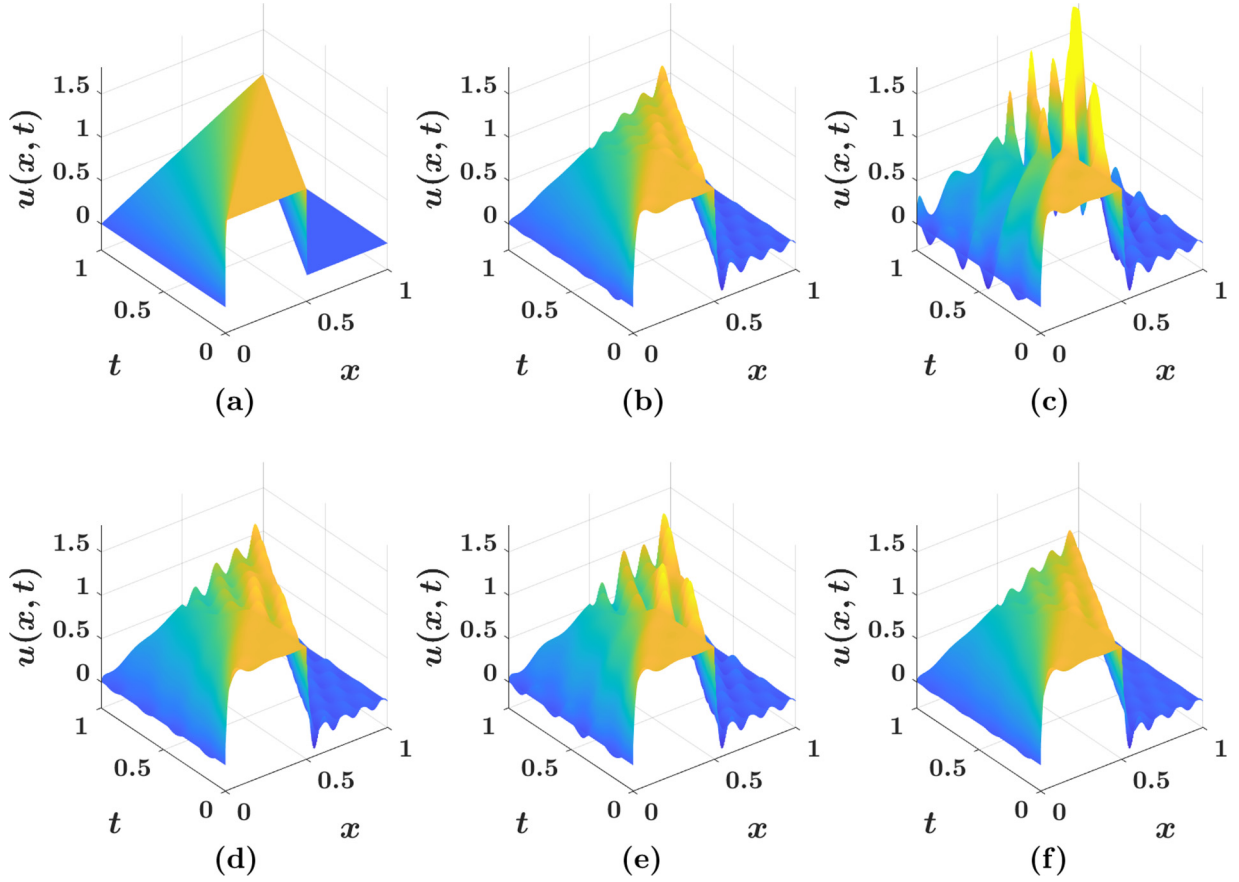 1.5 1.5 1.5
1 1 1
0.5 0.5 0.5
0 0 0
u(x, t) u(x, t) u(x, t)
1 1 1 1 1 1
0.5 0.5 0.5 0.5 0.5 0.5
0 0 0 0 0 0
t x t x t x
(a) (b) (c)
1.5 1.5 1.5
1 1 1
0.5 0.5 0.5
0 0 0
u(x, t) u(x, t) u(x, t)
1 1 1 1 1 1
0.5 0.5 0.5 0.5 0.5 0.5
0 0 0 0 0 0
t x t x t x
(d) (e) (f)